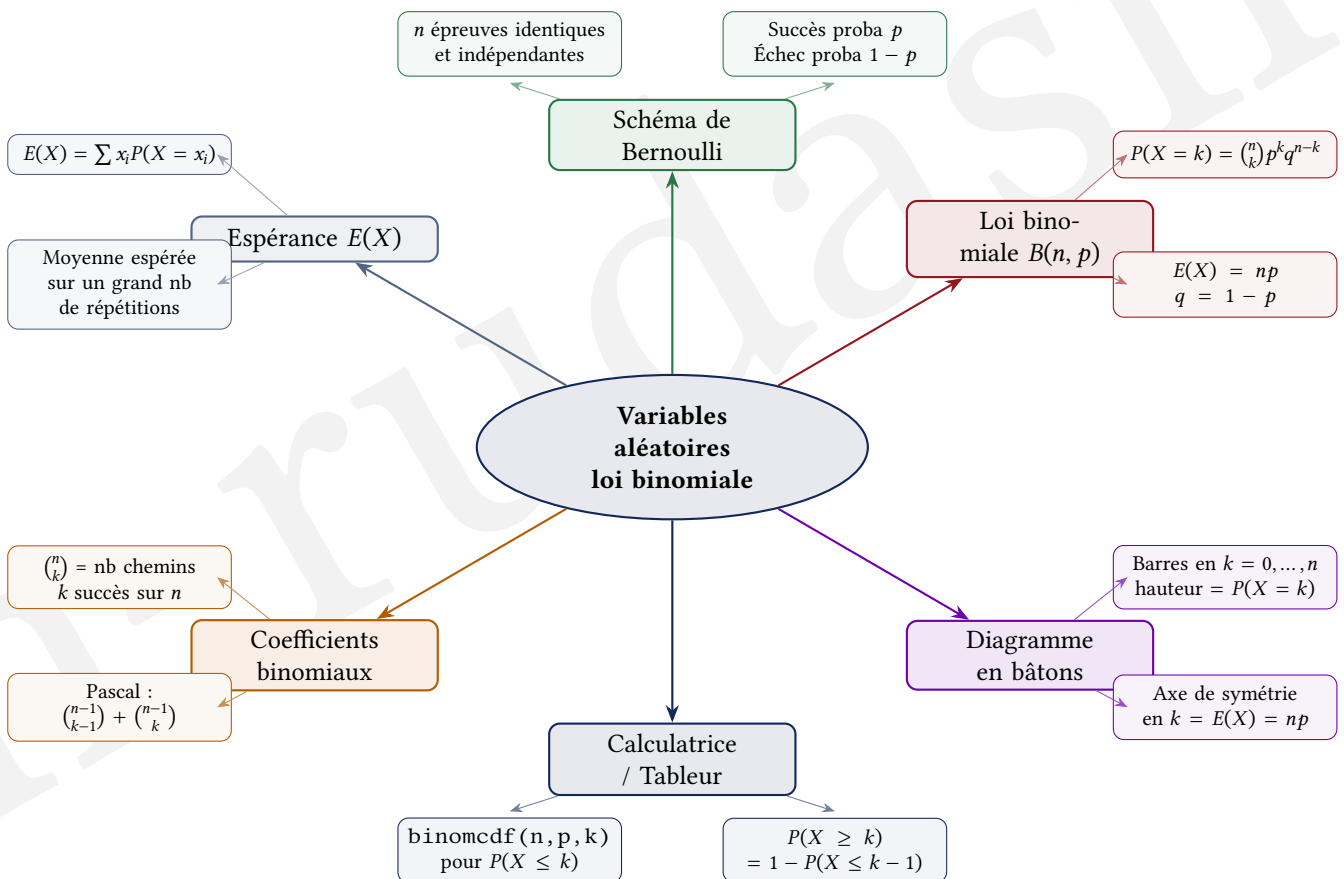 n épreuves identiques
et indépendantes
Succès proba p
Échec proba 1 − p
Schéma de
Bernoulli
E(X) = ∑ xᵢP(X = xᵢ)
Espérance E(X)
Moyenne espérée
sur un grand nb
de répétitions
P(X = k) = (n k) pᵏqⁿ⁻ᵏ
Loi bino-
miale B(n, p)
E(X) = np
q = 1 − p
Variables
aléatoires
loi binomiale
(n k) = nb chemins
k succès sur n
Coefficients
binomiaux
Pascal :
(n−1 k−1) + (n−1 k)
Barres en k = 0, … , n
hauteur = P(X = k)
Diagramme
en bâtons
Axe de symétrie
en k = E(X) = np
Calculatrice
/ Tableur
binomcdf(n,p,k)
pour P(X ≤ k)
P(X ≥ k)
= 1 − P(X ≤ k − 1)